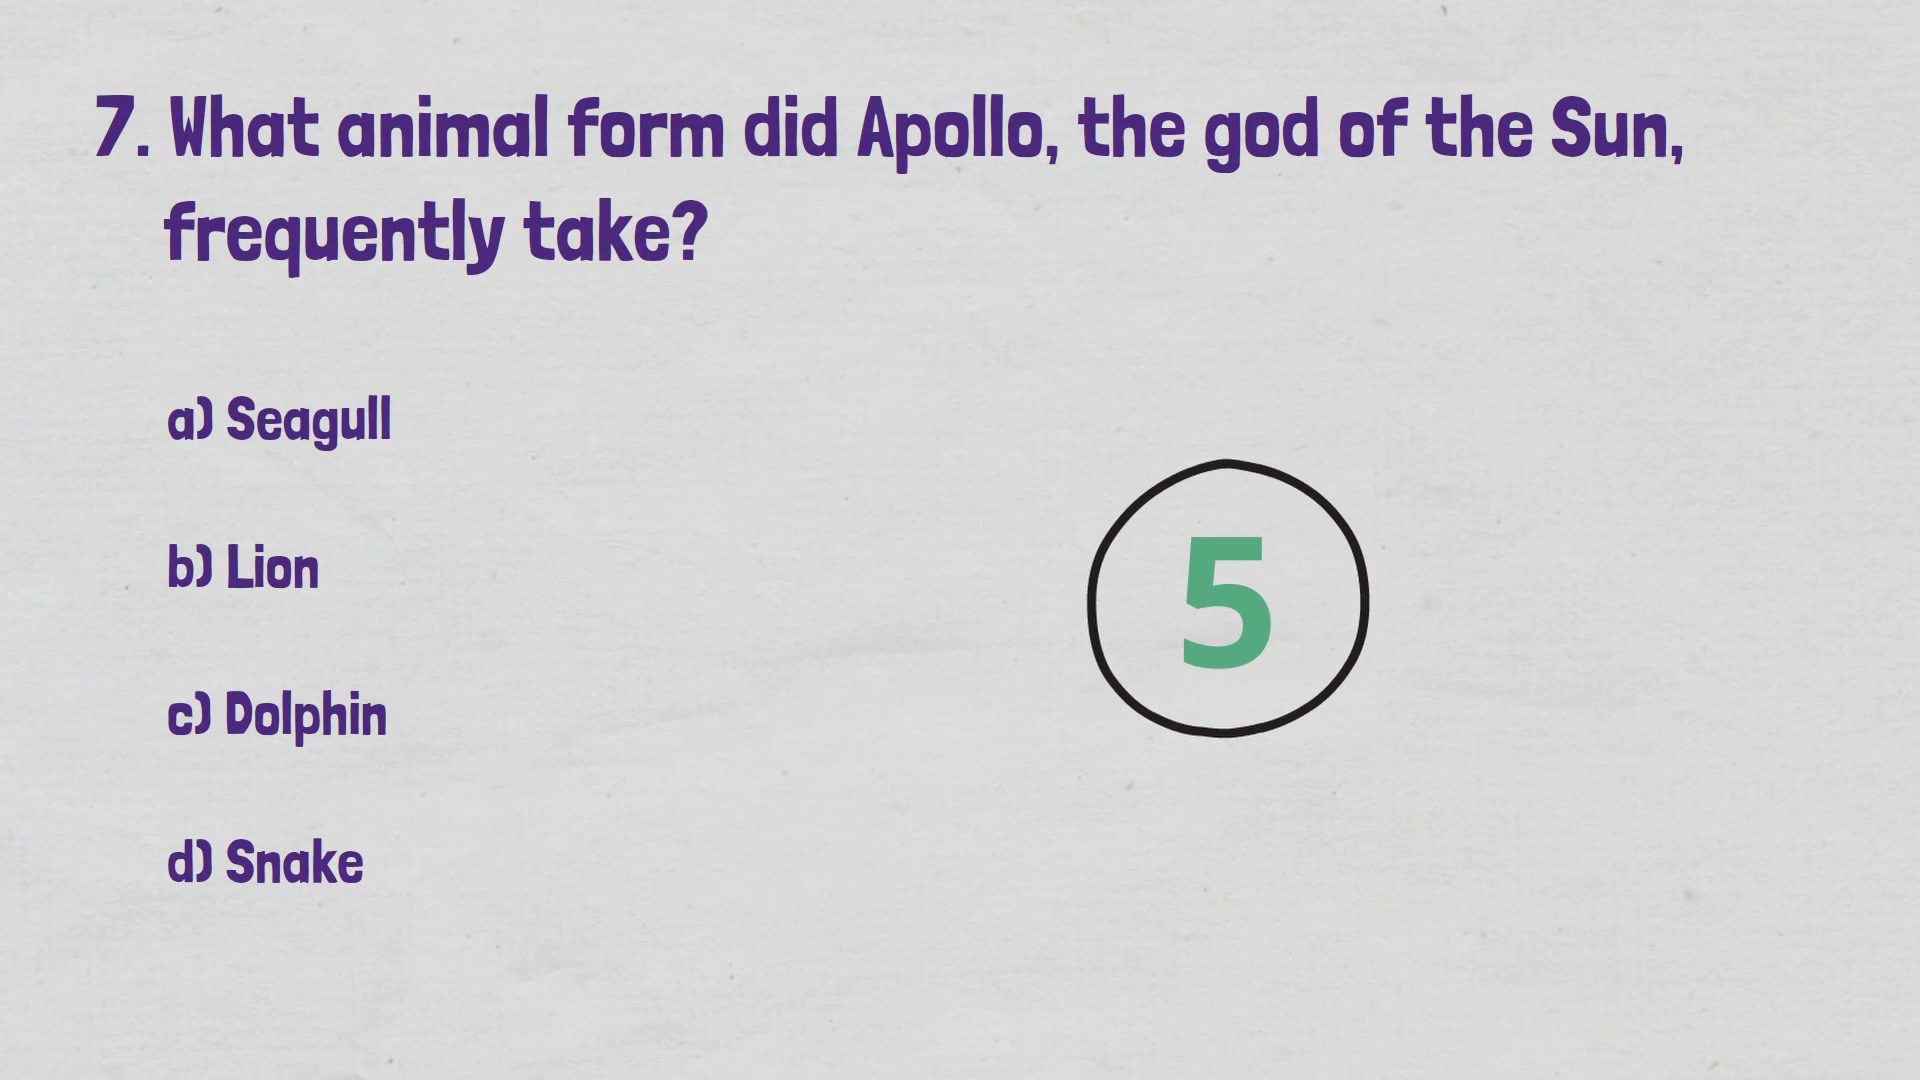 7. What animal form did Apollo, the god of the Sun,
frequently take?
a) Seagull
b) Lion
5
c) Dolphin
d) Snake